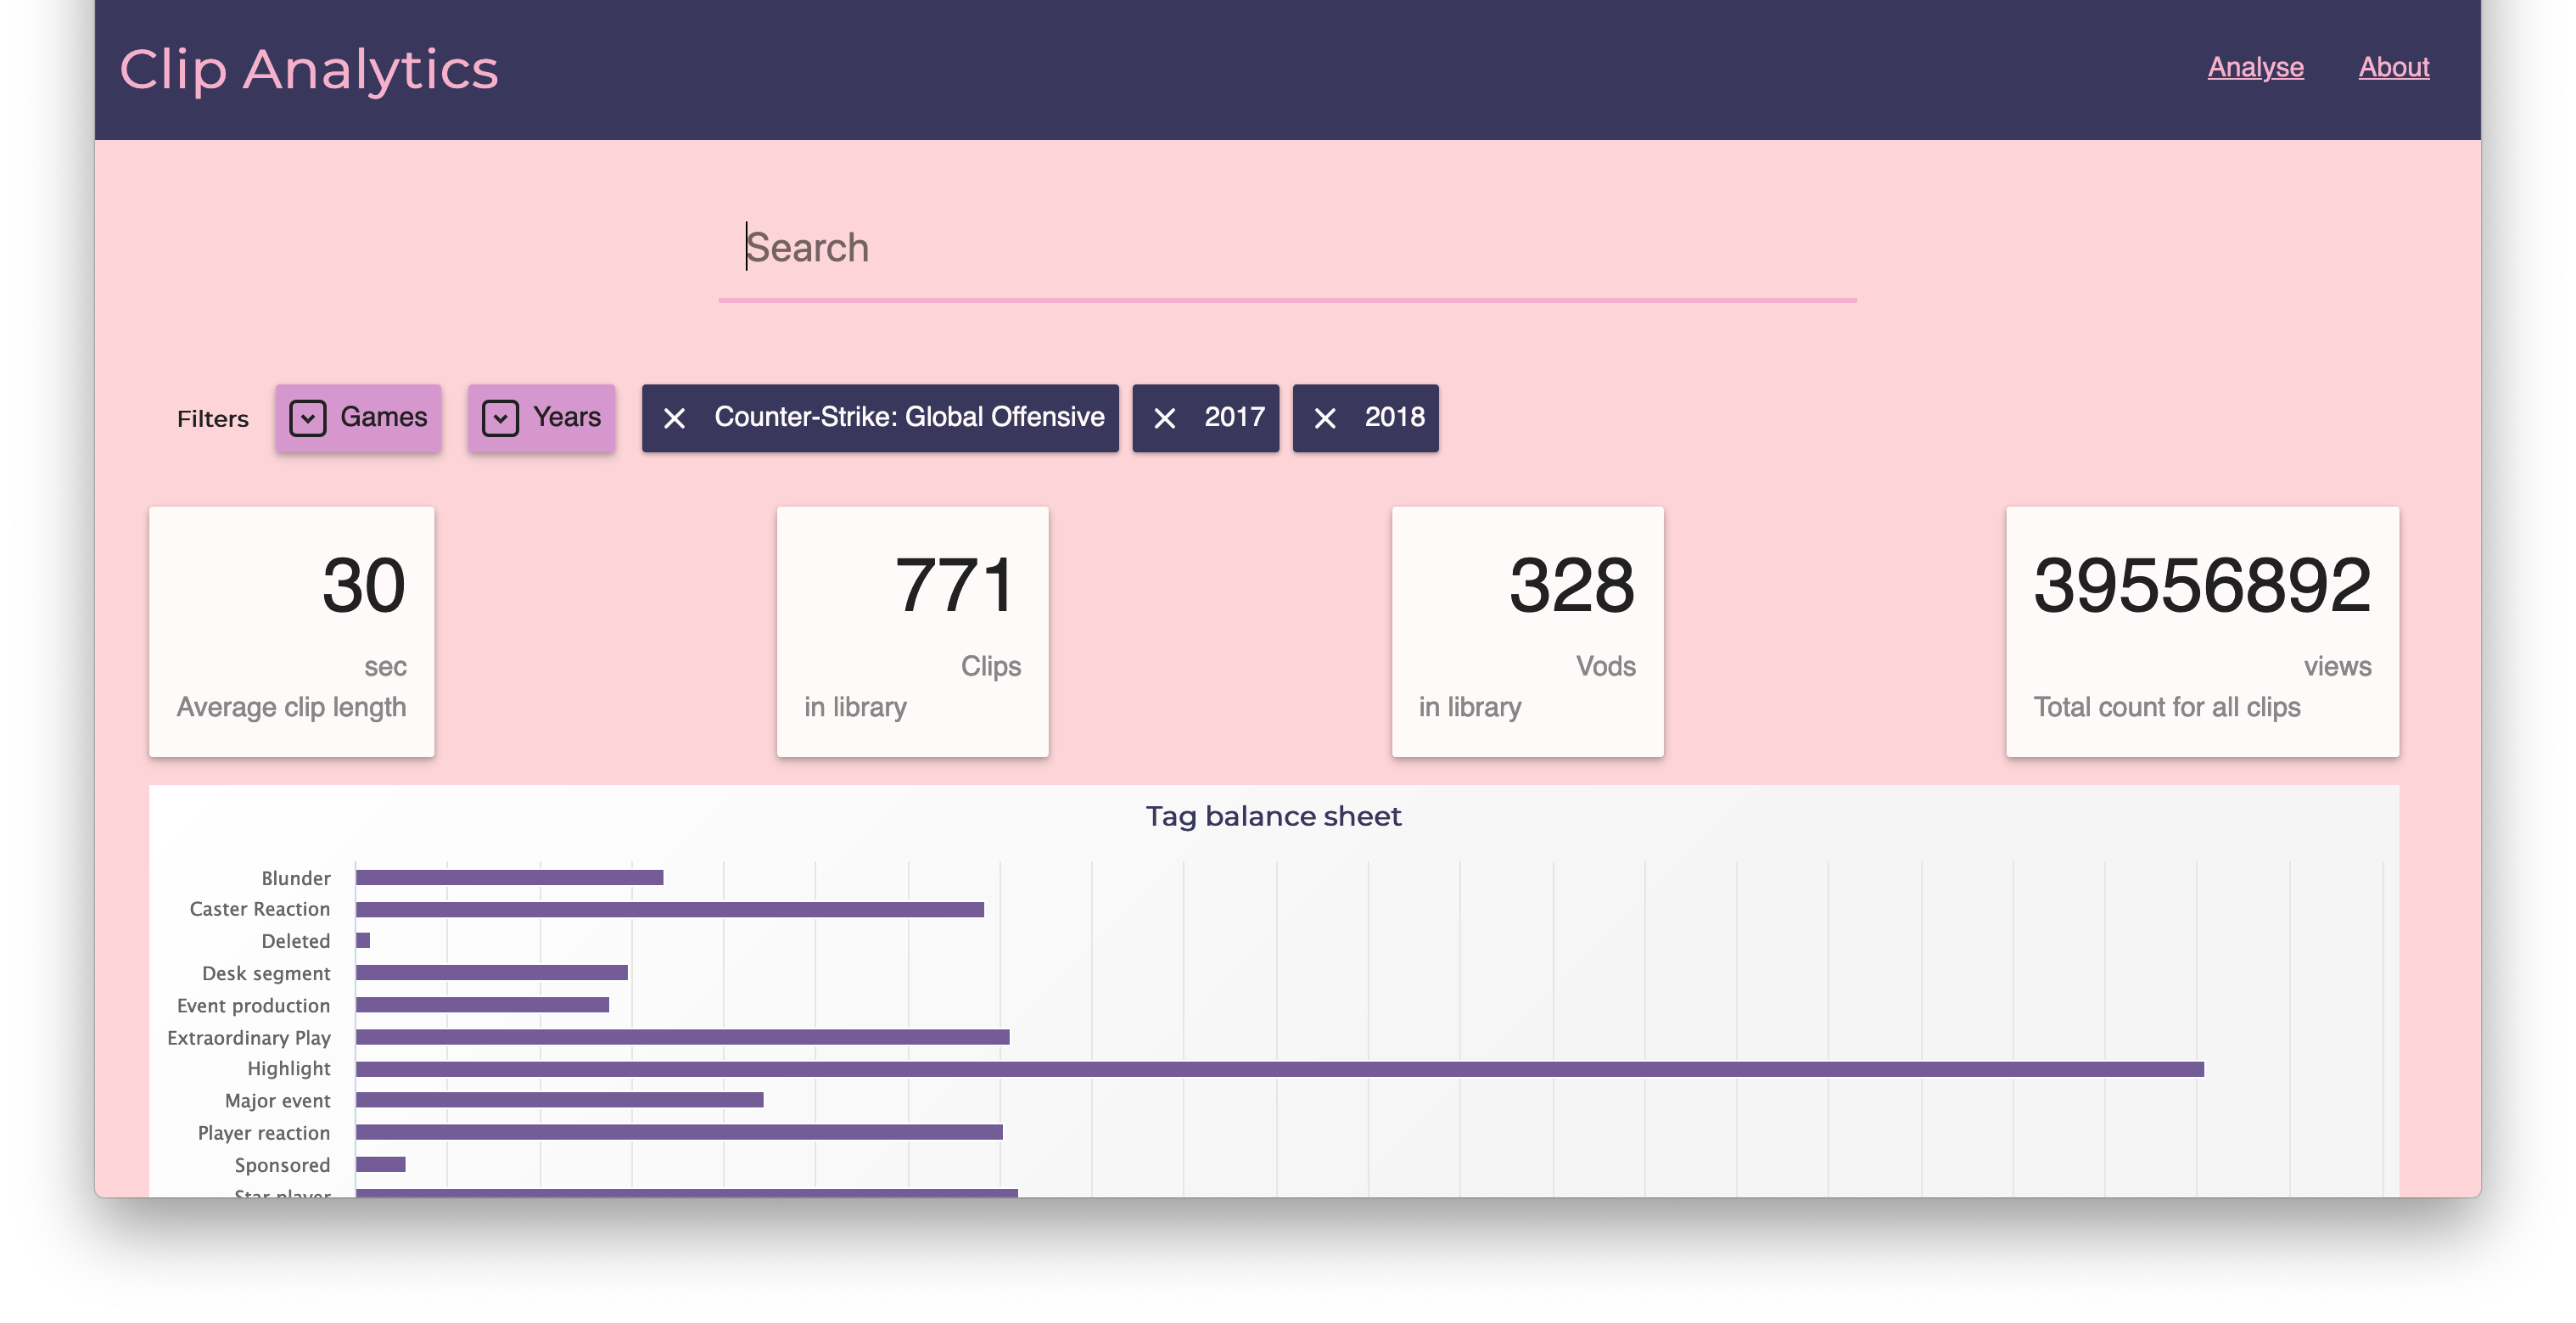 Clip Analytics
Analyse About
Search
Filters Games Years Counter-Strike: Global Offensive 2017 2018
30
sec
Average clip length
771
Clips
in library
328
Vods
in library
39556892
views
Total count for all clips
Tag balance sheet
Blunder
Caster Reaction
Deleted
Desk segment
Event production
Extraordinary Play
Highlight
Major event
Player reaction
Sponsored
Star player